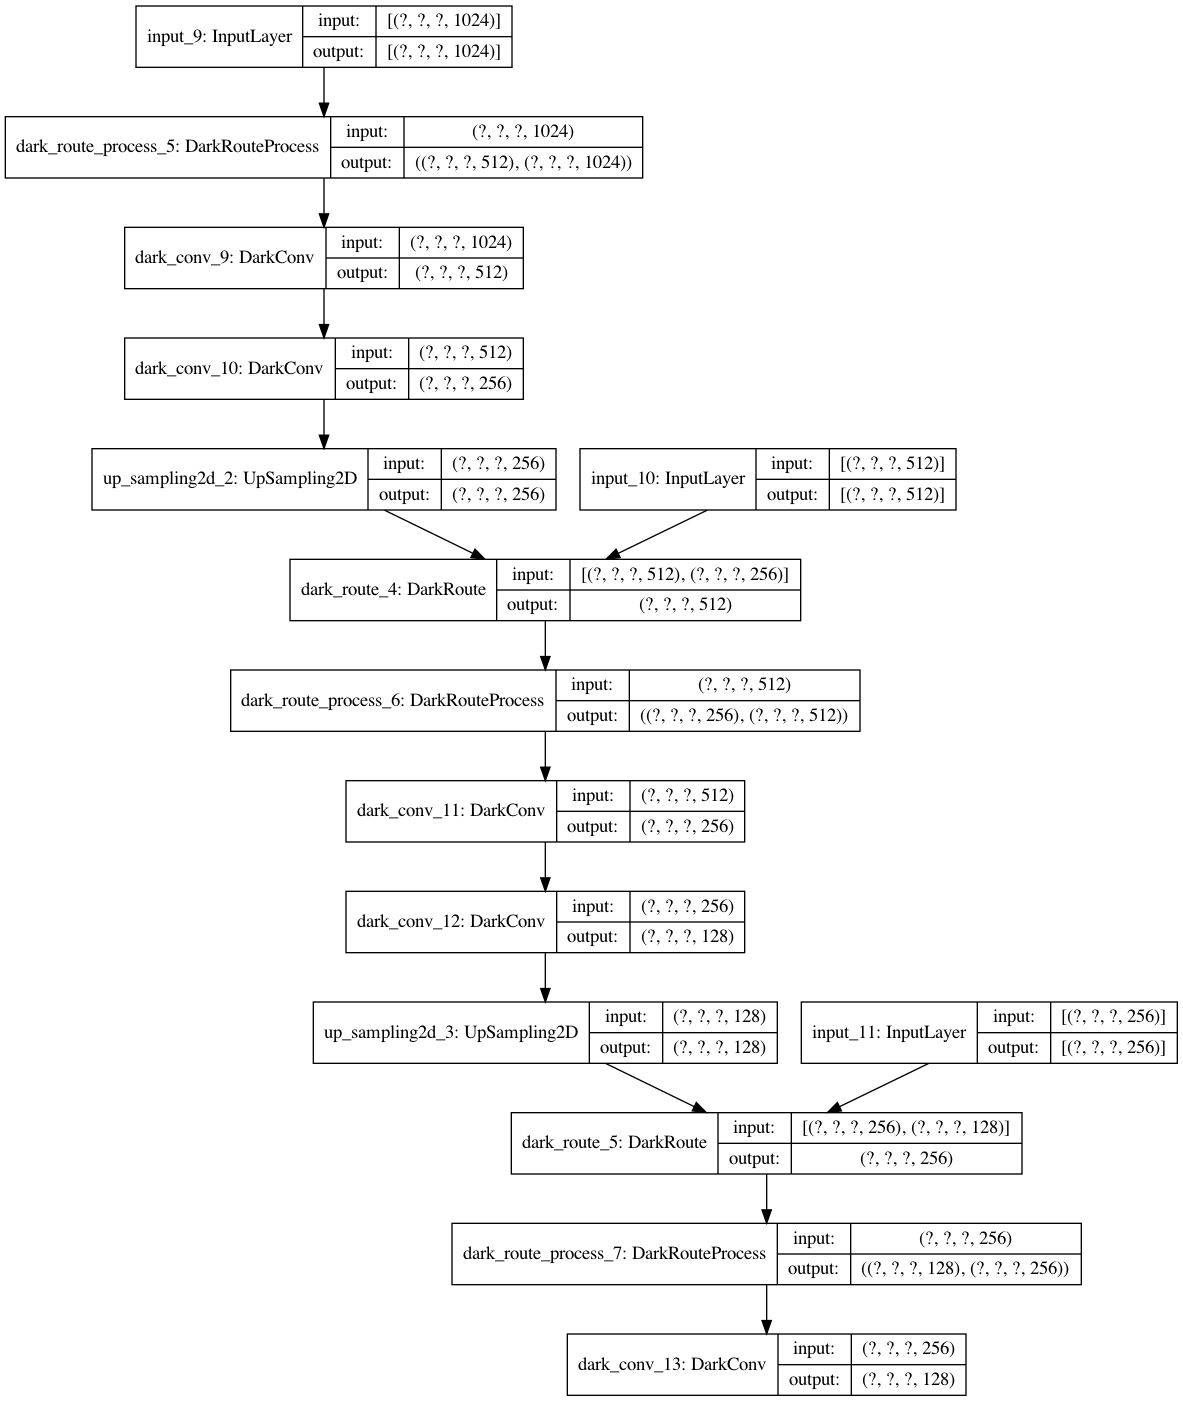 input_9: InputLayer
input: [(?, ?, ?, 1024)]
output: [(?, ?, ?, 1024)]
dark_route_process_5: DarkRouteProcess
input: (?, ?, ?, 1024)
output: ((?, ?, ?, 512), (?, ?, ?, 1024))
dark_conv_9: DarkConv
input: (?, ?, ?, 1024)
output: (?, ?, ?, 512)
dark_conv_10: DarkConv
input: (?, ?, ?, 512)
output: (?, ?, ?, 256)
up_sampling2d_2: UpSampling2D
input: (?, ?, ?, 256)
output: (?, ?, ?, 256)
input_10: InputLayer
input: [(?, ?, ?, 512)]
output: [(?, ?, ?, 512)]
dark_route_4: DarkRoute
input: [(?, ?, ?, 512), (?, ?, ?, 256)]
output: (?, ?, ?, 512)
dark_route_process_6: DarkRouteProcess
input: (?, ?, ?, 512)
output: ((?, ?, ?, 256), (?, ?, ?, 512))
dark_conv_11: DarkConv
input: (?, ?, ?, 512)
output: (?, ?, ?, 256)
dark_conv_12: DarkConv
input: (?, ?, ?, 256)
output: (?, ?, ?, 128)
up_sampling2d_3: UpSampling2D
input: (?, ?, ?, 128)
output: (?, ?, ?, 128)
input_11: InputLayer
input: [(?, ?, ?, 256)]
output: [(?, ?, ?, 256)]
dark_route_5: DarkRoute
input: [(?, ?, ?, 256), (?, ?, ?, 128)]
output: (?, ?, ?, 256)
dark_route_process_7: DarkRouteProcess
input: (?, ?, ?, 256)
output: ((?, ?, ?, 128), (?, ?, ?, 256))
dark_conv_13: DarkConv
input: (?, ?, ?, 256)
output: (?, ?, ?, 128)